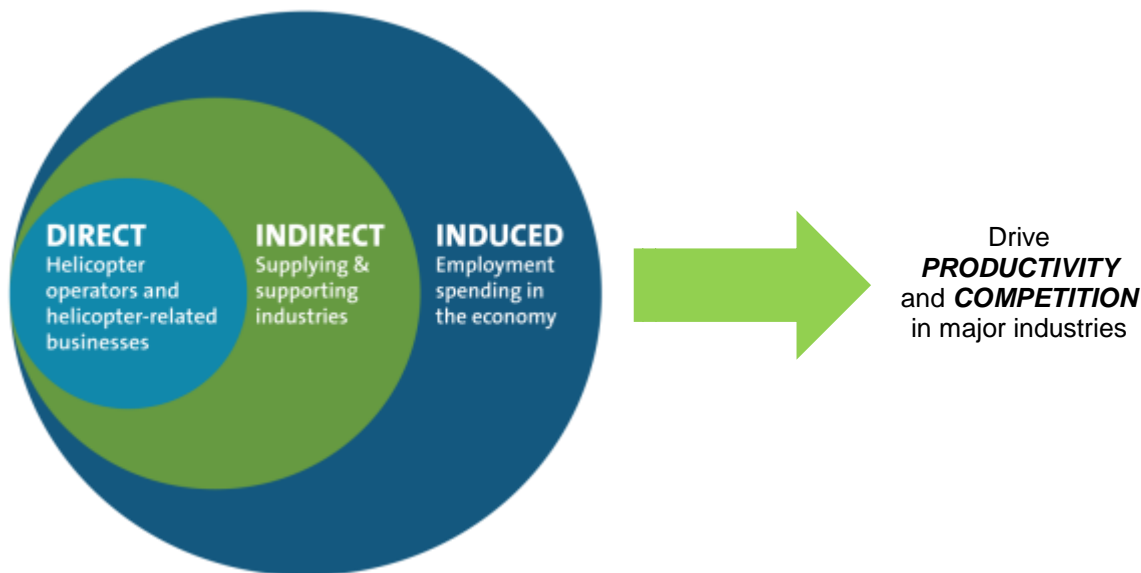 DIRECT
Helicopter
operators and
helicopter-related
businesses
INDIRECT
Supplying &
supporting
industries
INDUCED
Employment
spending in
the economy
Drive
PRODUCTIVITY
and COMPETITION
in major industries